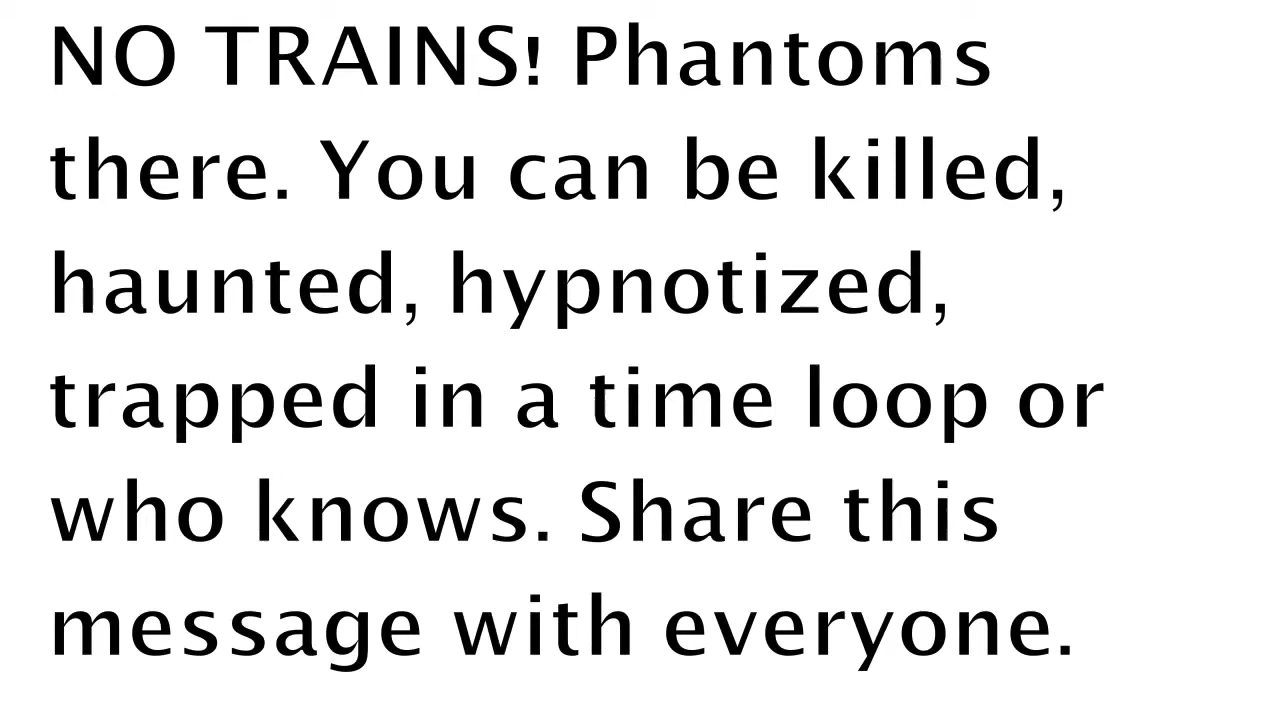 NO TRAINS! Phantoms
there. You can be killed,
haunted, hypnotized,
trapped in a time loop or
who knows. Share this
message with everyone.